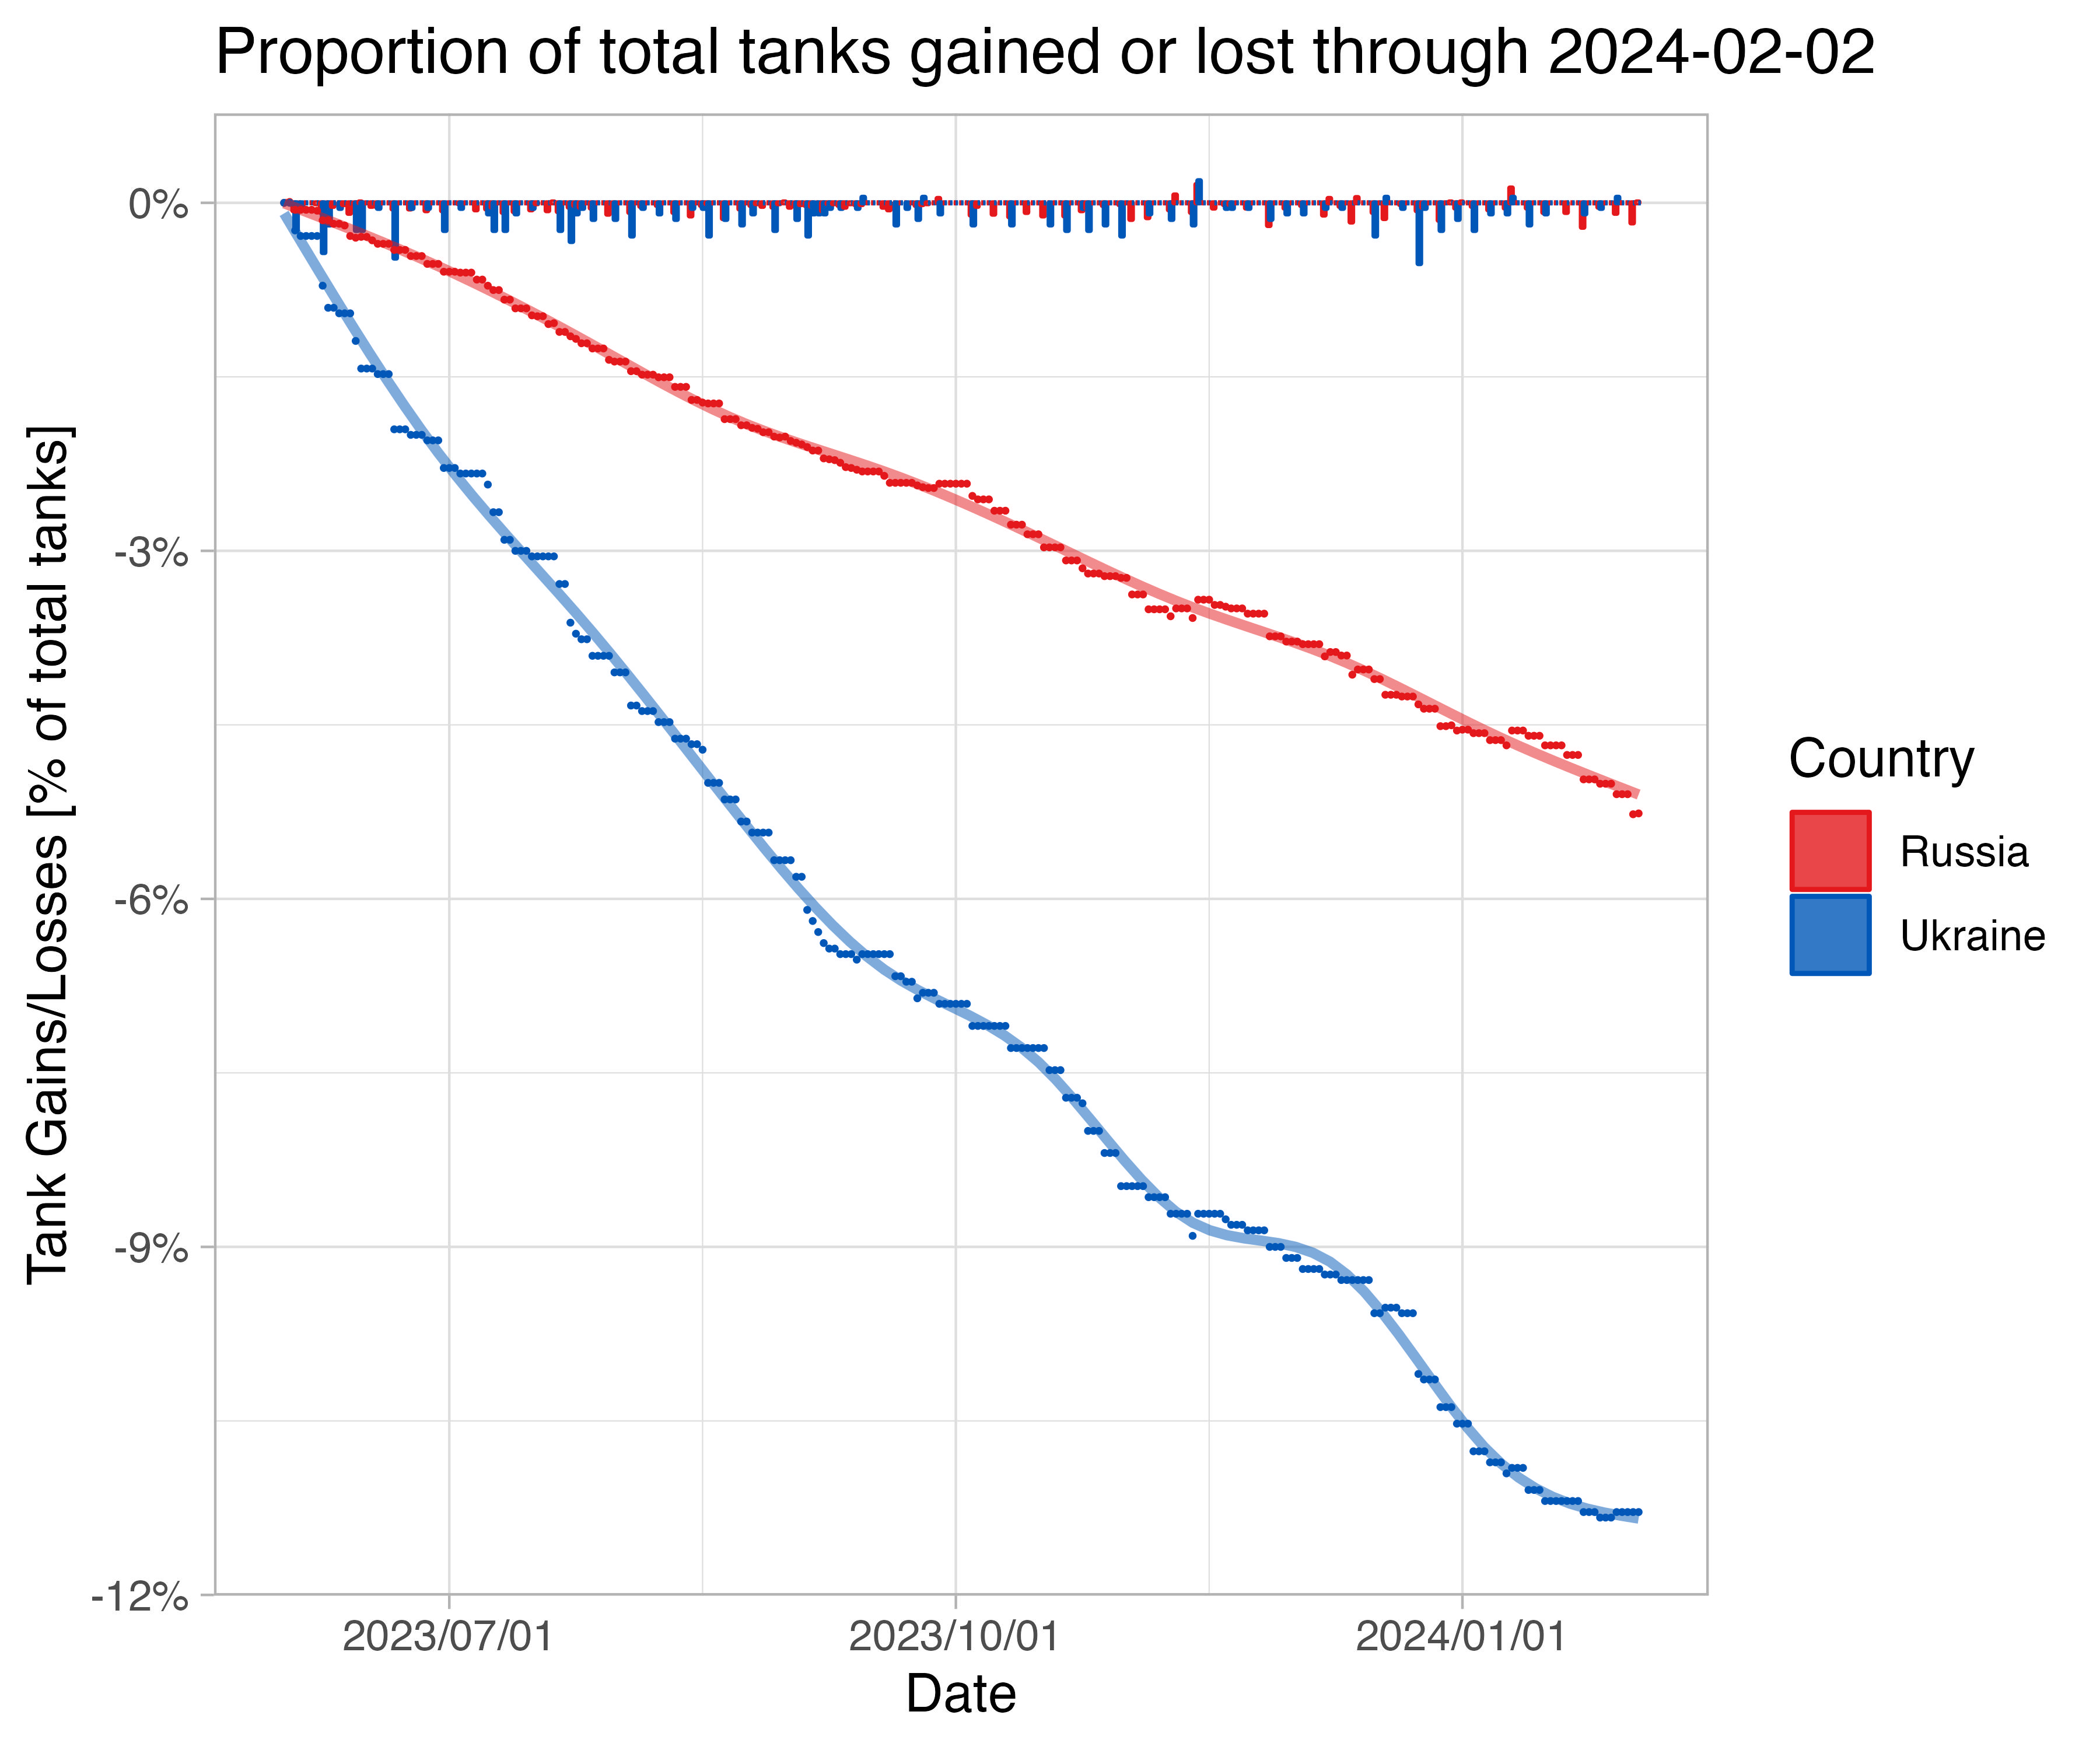 Proportion of total tanks gained or lost through 2024-02-02
Tank Gains/Losses [% of total tanks]
0%
-3%
-6%
-9%
-12%
2023/07/01
2023/10/01
2024/01/01
Date
Country
Russia
Ukraine